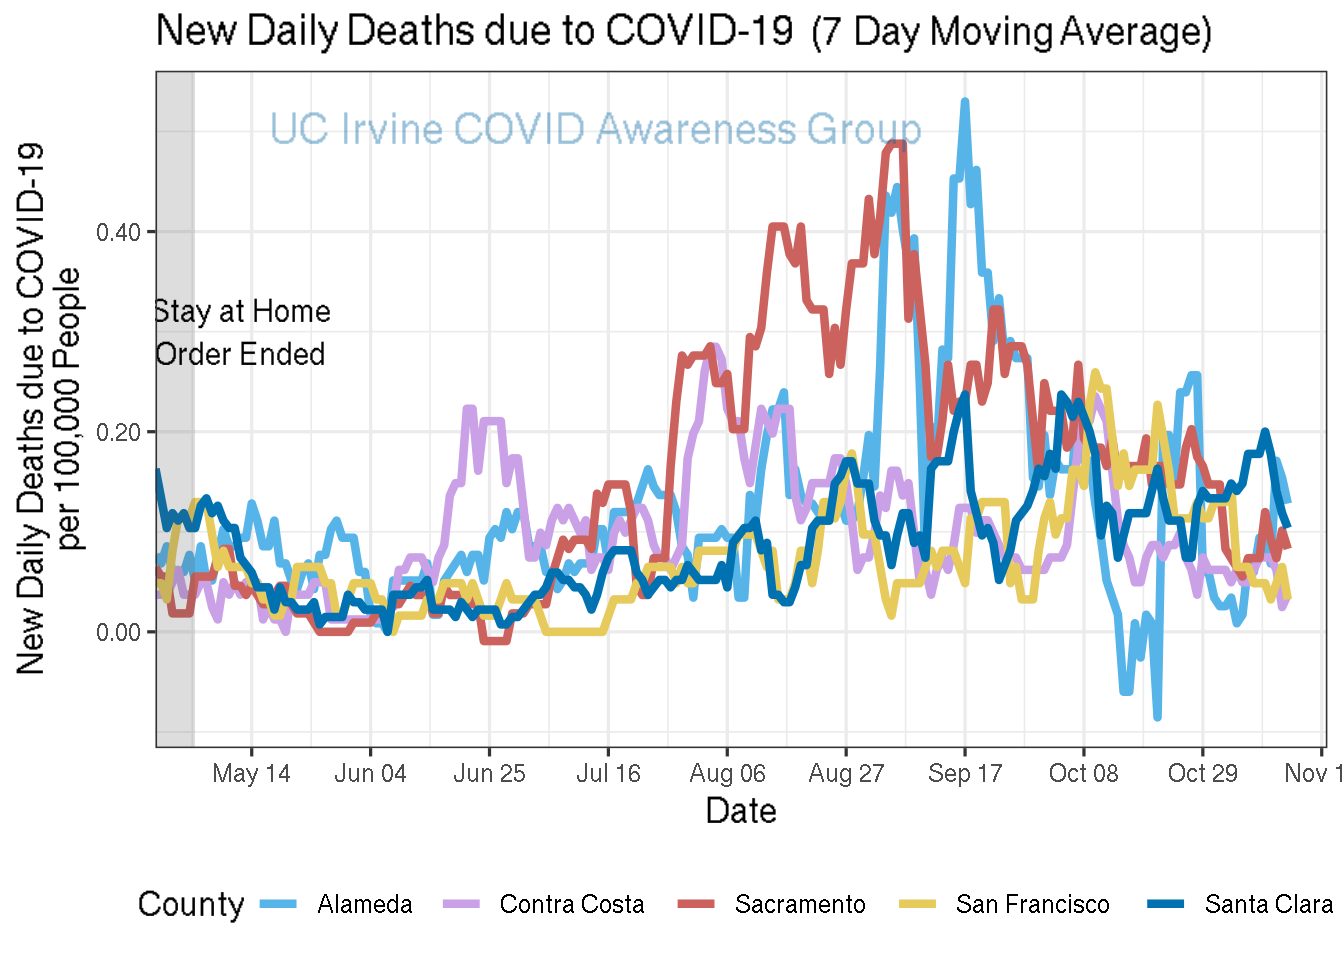 New Daily Deaths due to COVID-19 (7 Day Moving Average)
UC Irvine COVID Awareness Group
New Daily Deaths due to COVID-19
per 100,000 People
0.40
0.20
0.00
Stay at Home
Order Ended
May 14 Jun 04 Jun 25 Jul 16 Aug 06 Aug 27 Sep 17 Oct 08 Oct 29 Nov 1
Date
County Alameda Contra Costa Sacramento San Francisco Santa Clara